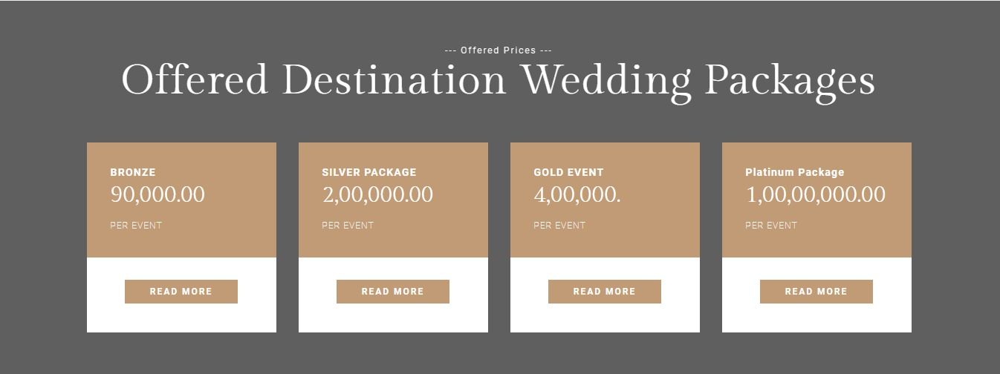 --- Offered Prices ---
Offered Destination Wedding Packages
BRONZE
90,000.00
PER EVENT
READ MORE
SILVER PACKAGE
2,00,000.00
PER EVENT
READ MORE
GOLD EVENT
4,00,000.
PER EVENT
READ MORE
Platinum Package
1,00,00,000.00
PER EVENT
READ MORE